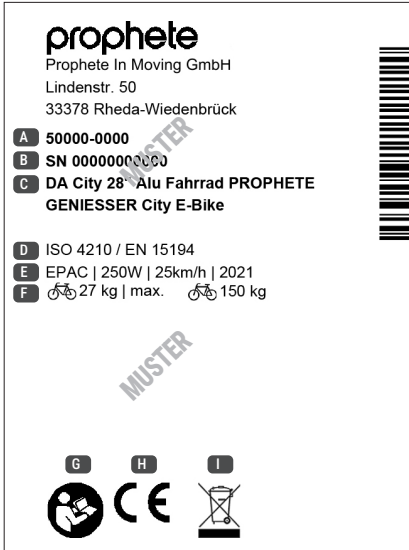 prophete
Prophete In Moving GmbH
Lindenstr. 50
33378 Rheda-Wiedenbrück
A 50000-0000
B SN 00000000000
C DA City 28" Alu Fahrrad PROPHETE
GENIESSER City E-Bike
MUSTER
D ISO 4210 / EN 15194
E EPAC | 250W | 25km/h | 2021
F 27 kg | max. 150 kg
MUSTER
G H I
CE